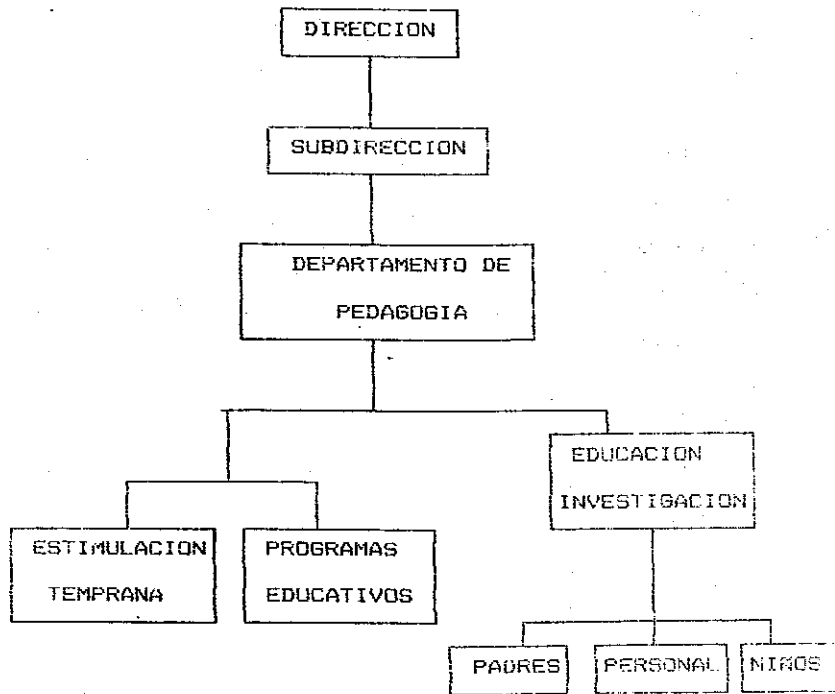 DIRECCION
SUBDIRECCION
DEPARTAMENTO DE
PEDAGOGIA
EDUCACION
INVESTIGACION
ESTIMULACION
TEMPRANA
PROGRAMAS
EDUCATIVOS
PADRES
PERSONAL
NIÑOS